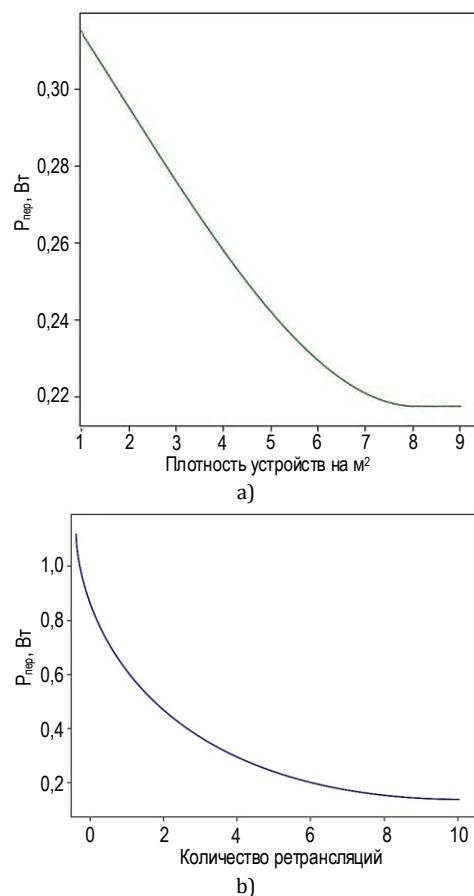 0,30
0,28
0,26
0,24
0,22
Pпер, Вт
1 2 3 4 5 6 7 8 9
Плотность устройств на м²
a)
1,0
0,8
0,6
0,4
0,2
Pпер, Вт
0 2 4 6 8 10
Количество ретрансляций
b)